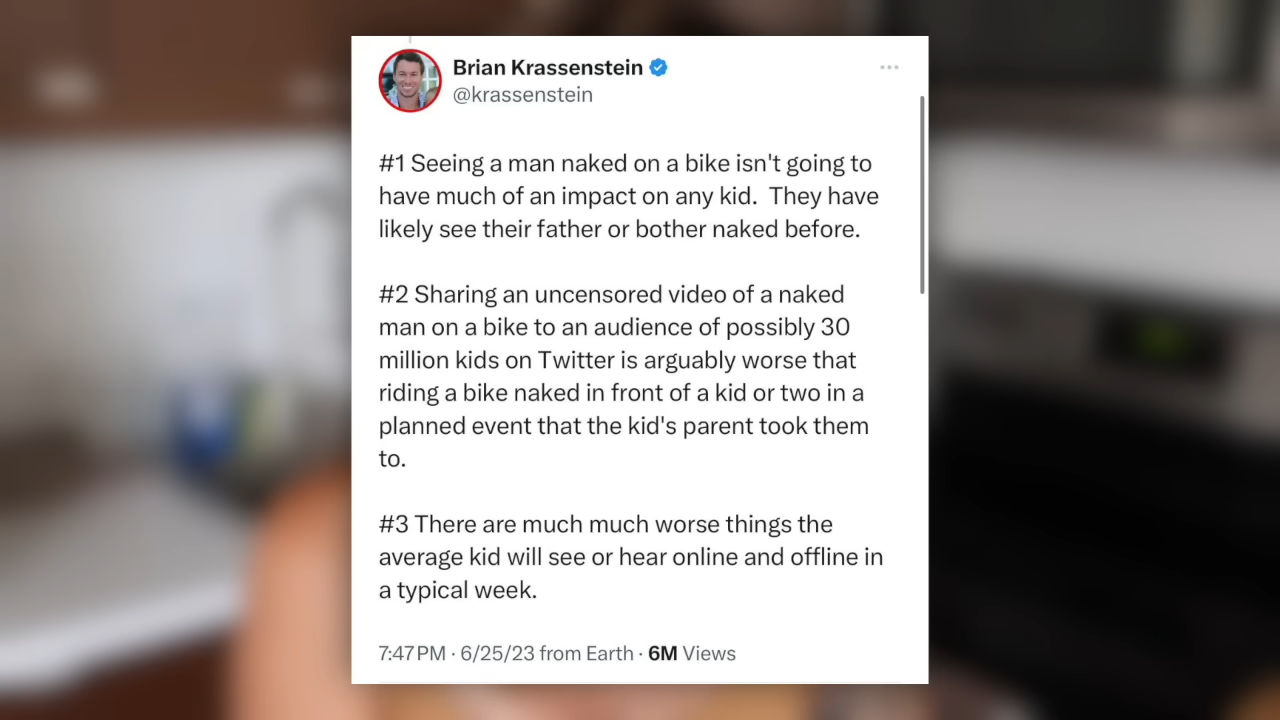 Brian Krassenstein
@krassenstein
#1 Seeing a man naked on a bike isn't going to
have much of an impact on any kid.  They have
likely see their father or bother naked before.
#2 Sharing an uncensored video of a naked
man on a bike to an audience of possibly 30
million kids on Twitter is arguably worse that
riding a bike naked in front of a kid or two in a
planned event that the kid's parent took them
to.
#3 There are much much worse things the
average kid will see or hear online and offline in
a typical week.
7:47 PM · 6/25/23 from Earth · 6M Views